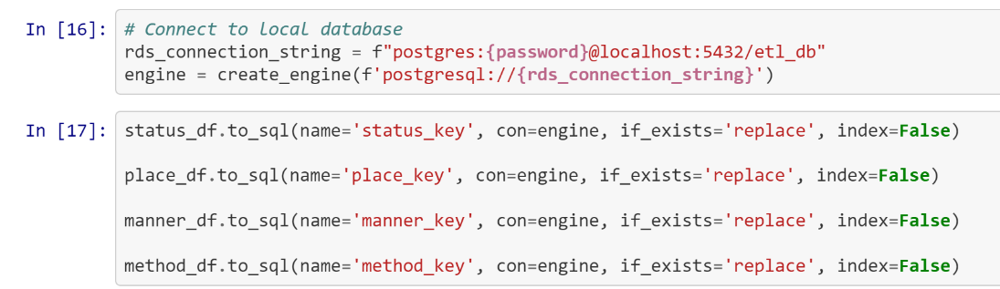 In [16]: # Connect to local database
rds_connection_string = f"postgres:{password}@localhost:5432/etl_db"
engine = create_engine(f'postgresql://{rds_connection_string}')
In [17]: status_df.to_sql(name='status_key', con=engine, if_exists='replace', index=False)
place_df.to_sql(name='place_key', con=engine, if_exists='replace', index=False)
manner_df.to_sql(name='manner_key', con=engine, if_exists='replace', index=False)
method_df.to_sql(name='method_key', con=engine, if_exists='replace', index=False)